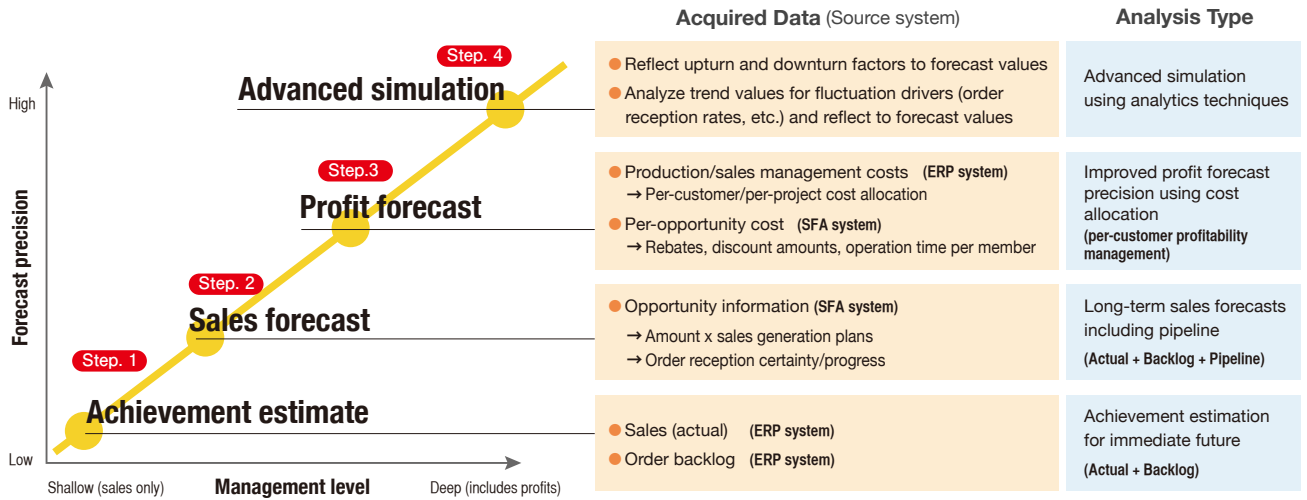 Acquired Data (Source system)
Analysis Type
Step. 4
Advanced simulation
Reflect upturn and downturn factors to forecast values
Analyze trend values for fluctuation drivers (order
reception rates, etc.) and reflect to forecast values
Advanced simulation
using analytics techniques
High
Step.3
Profit forecast
Production/sales management costs (ERP system)
→ Per-customer/per-project cost allocation
Per-opportunity cost (SFA system)
→ Rebates, discount amounts, operation time per member
Improved profit forecast
precision using cost
allocation
(per-customer profitability
management)
Forecast precision
Step. 2
Sales forecast
Opportunity information (SFA system)
→ Amount x sales generation plans
→ Order reception certainty/progress
Long-term sales forecasts
including pipeline
(Actual + Backlog + Pipeline)
Step. 1
Achievement estimate
Sales (actual) (ERP system)
Order backlog (ERP system)
Achievement estimation
for immediate future
(Actual + Backlog)
Low
Shallow (sales only)
Management level
Deep (includes profits)